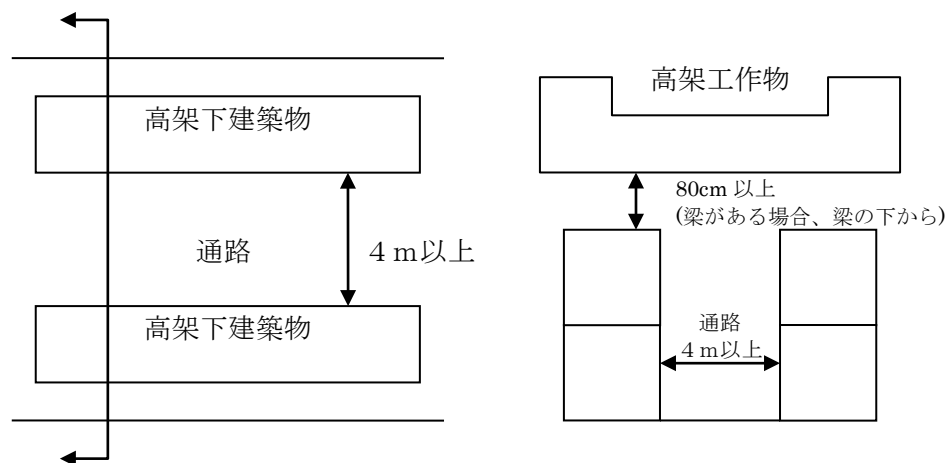 高架下建築物
通路
４ｍ以上
高架下建築物
高架工作物
80cm 以上
(梁がある場合、梁の下から)
通路
４ｍ以上